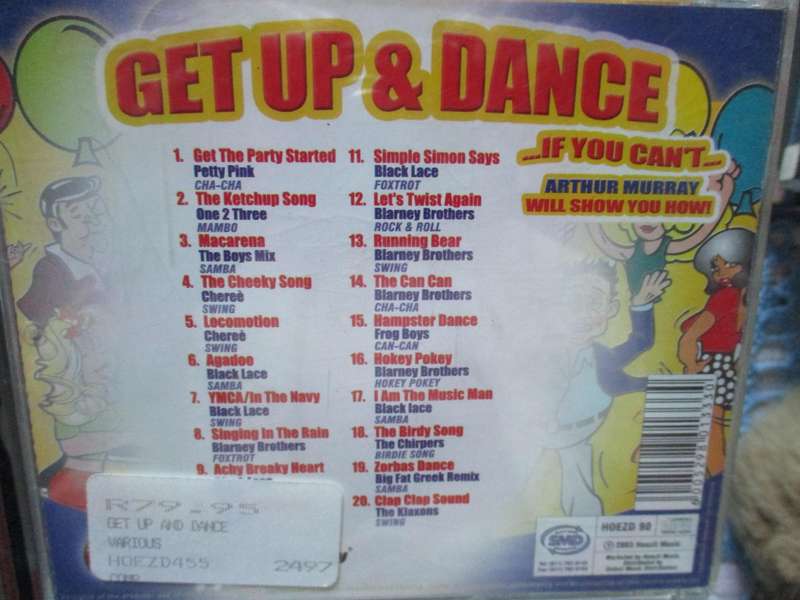 GET UP & DANCE
...IF YOU CAN'T...
ARTHUR MURRAY
WILL SHOW YOU HOW!
1. Get The Party Started
Petty Pink
CHA-CHA
2. The Ketchup Song
One 2 Three
MAMBO
3. Macarena
The Boys Mix
SAMBA
4. The Cheeky Song
Chereè
SWING
5. Locomotion
Chereè
SWING
6. Agadoe
Black Lace
SAMBA
7. YMCA/In The Navy
Black Lace
SWING
8. Singing In The Rain
Blarney Brothers
FOXTROT
9. Achy Breaky Heart
11. Simple Simon Says
Black Lace
FOXTROT
12. Let's Twist Again
Blarney Brothers
ROCK & ROLL
13. Running Bear
Blarney Brothers
SWING
14. The Can Can
Blarney Brothers
CHA-CHA
15. Hampster Dance
Frog Boys
CAN-CAN
16. Hokey Pokey
Blarney Brothers
HOKEY POKEY
17. I Am The Music Man
Black lace
SAMBA
18. The Birdy Song
The Chirpers
BIRDIE SONG
19. Zorbas Dance
Big Fat Greek Remix
SAMBA
20. Clap Clap Sound
The Klaxons
SWING
R79.95
GET UP AND DANCE
VARIOUS
HOEZD455 2497
COMP
SMD
HOEZD 90